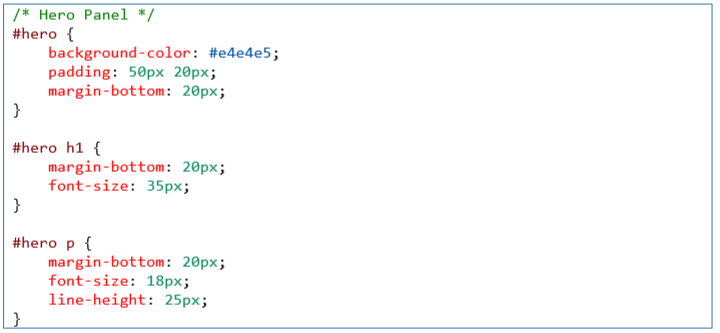 /* Hero Panel */
#hero {
    background-color: #e4e4e5;
    padding: 50px 20px;
    margin-bottom: 20px;
}

#hero h1 {
    margin-bottom: 20px;
    font-size: 35px;
}

#hero p {
    margin-bottom: 20px;
    font-size: 18px;
    line-height: 25px;
}